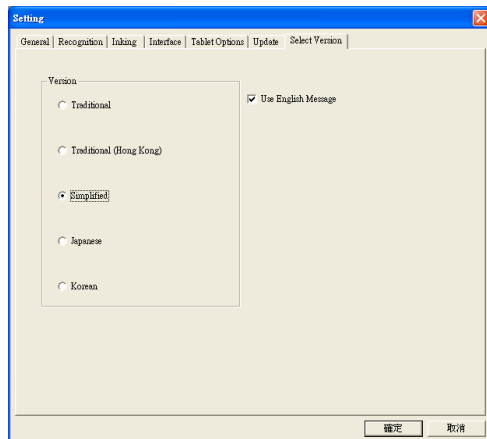 Setting
General Recognition Inking Interface Tablet Options Update Select Version
Version
Traditional
Use English Message
Traditional (Hong Kong)
Simplified
Japanese
Korean
確定 取消